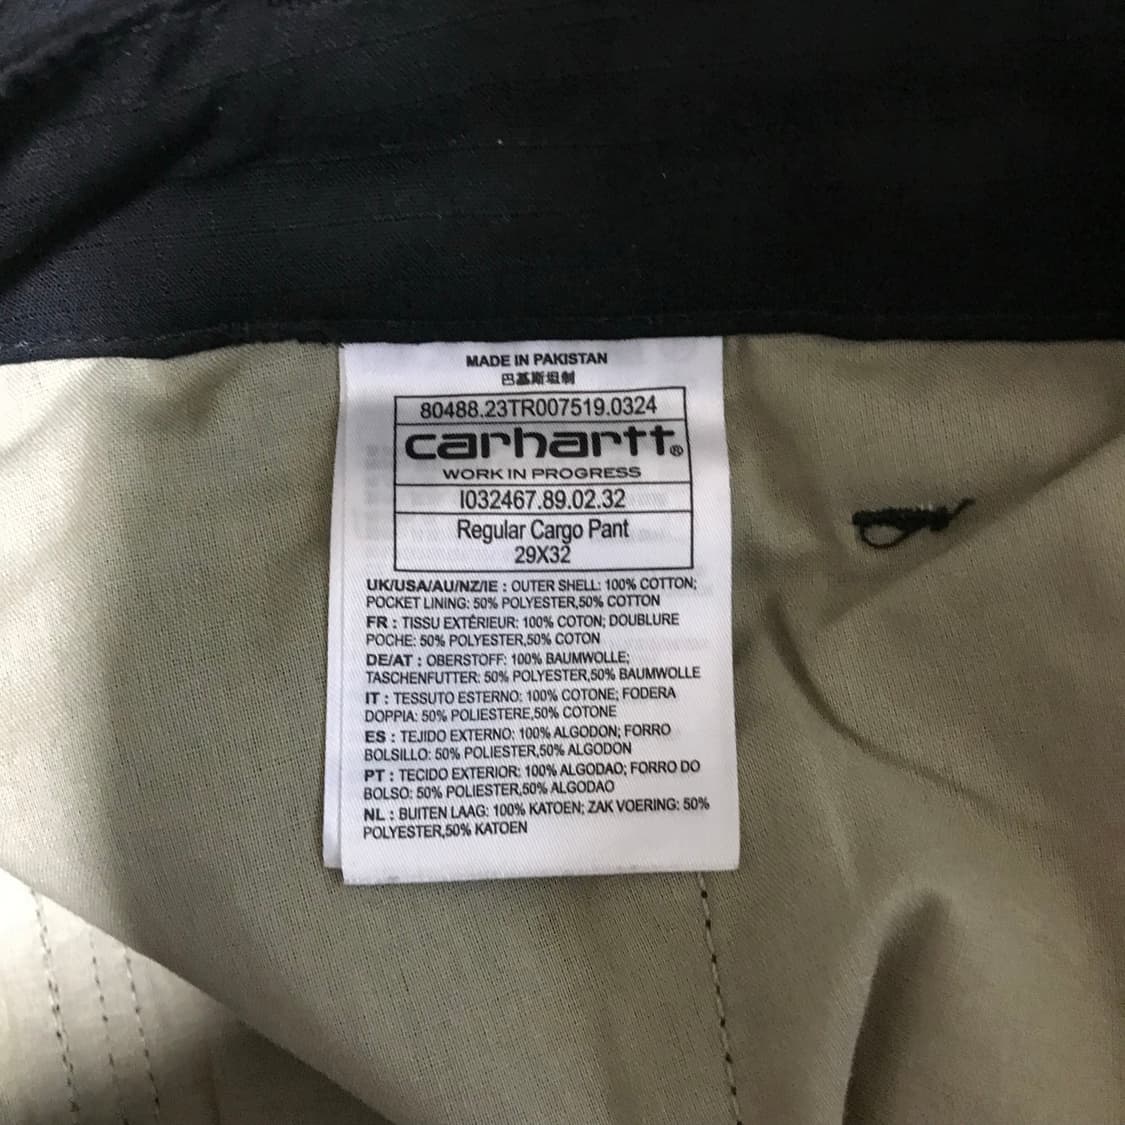 MADE IN PAKISTAN
巴基斯坦制
80488.23TR007519.0324
carhartt®
WORK IN PROGRESS
I032467.89.02.32
Regular Cargo Pant
29X32
UK/USA/AU/NZ/IE : OUTER SHELL: 100% COTTON;
POCKET LINING: 50% POLYESTER,50% COTTON
FR : TISSU EXTÉRIEUR: 100% COTON; DOUBLURE
POCHE: 50% POLYESTER,50% COTON
DE/AT : OBERSTOFF: 100% BAUMWOLLE;
TASCHENFUTTER: 50% POLYESTER,50% BAUMWOLLE
IT : TESSUTO ESTERNO: 100% COTONE; FODERA
DOPPIA: 50% POLIESTERE,50% COTONE
ES : TEJIDO EXTERNO: 100% ALGODON; FORRO
BOLSILLO: 50% POLIESTER,50% ALGODON
PT : TECIDO EXTERIOR: 100% ALGODAO; FORRO DO
BOLSO: 50% POLIESTER,50% ALGODAO
NL : BUITEN LAAG: 100% KATOEN; ZAK VOERING: 50%
POLYESTER,50% KATOEN